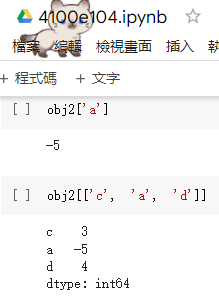 4100e104.ipynb
檔案 編輯 檢視畫面 插入
+ 程式碼 + 文字
[ ] obj2['a']
-5
[ ] obj2[['c', 'a', 'd']]
c 3
a -5
d 4
dtype: int64